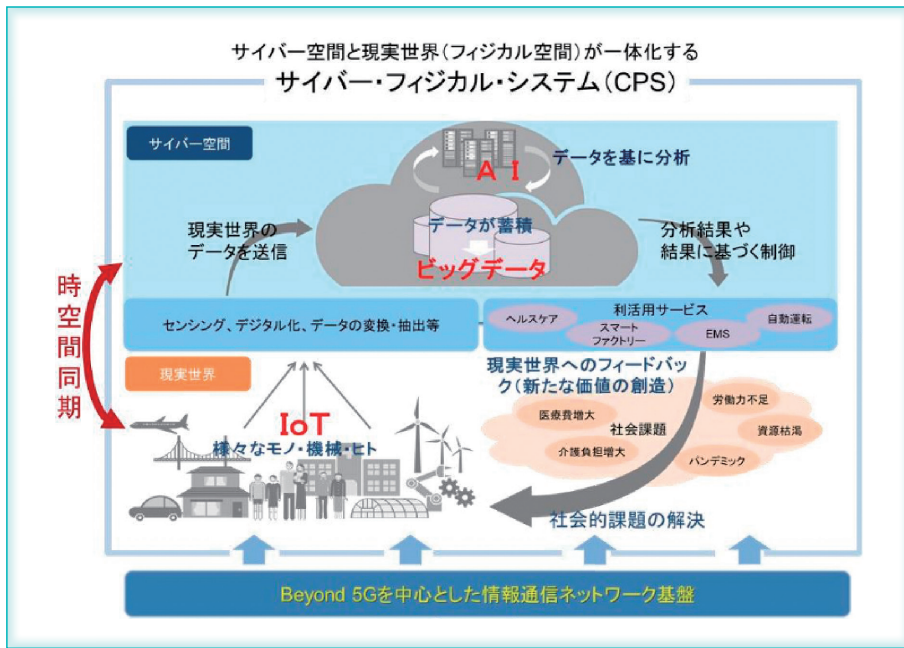 サイバー空間と現実世界(フィジカル空間)が一体化する
サイバー・フィジカル・システム(CPS)
サイバー空間
データを基に分析
AI
データが蓄積
ビッグデータ
現実世界の
データを送信
分析結果や
結果に基づく制御
時空間同期
センシング、デジタル化、データの変換・抽出等
利活用サービス
ヘルスケア
スマート
ファクトリー
EMS
自動運転
現実世界
現実世界へのフィードバッ
ク(新たな価値の創造)
IoT
様々なモノ・機械・ヒト
医療費増大
社会課題
労働力不足
資源枯渇
介護負担増大
パンデミック
社会的課題の解決
Beyond 5Gを中心とした情報通信ネットワーク基盤